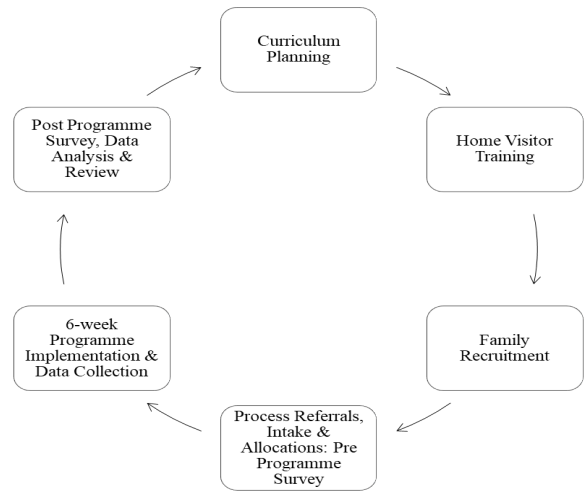 Curriculum
Planning
Home Visitor
Training
Family
Recruitment
Process Referrals,
Intake &
Allocations: Pre
Programme
Survey
6-week
Programme
Implementation &
Data Collection
Post Programme
Survey, Data
Analysis &
Review